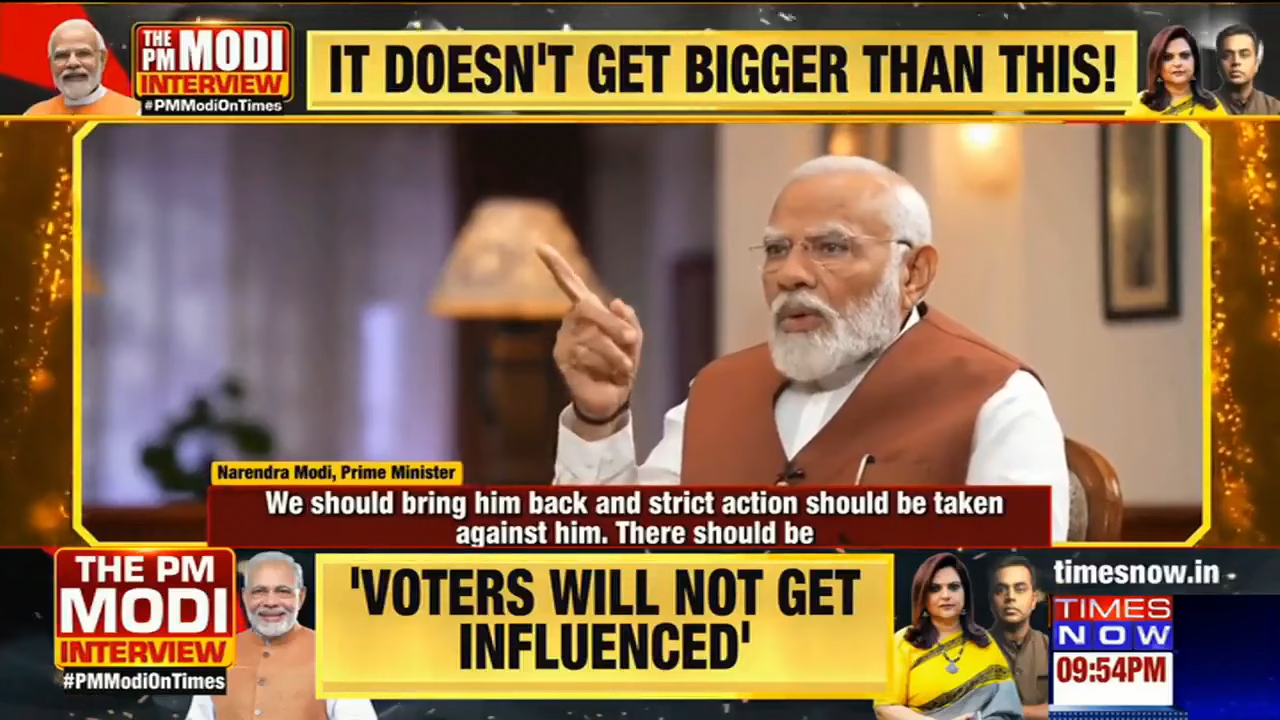 THE
PM MODI
INTERVIEW
#PMModiOnTimes
IT DOESN'T GET BIGGER THAN THIS!
Narendra Modi, Prime Minister
We should bring him back and strict action should be taken
against him. There should be
THE PM
MODI
INTERVIEW
#PMModiOnTimes
'VOTERS WILL NOT GET
INFLUENCED'
timesnow.in
TIMES
NOW
09:54PM